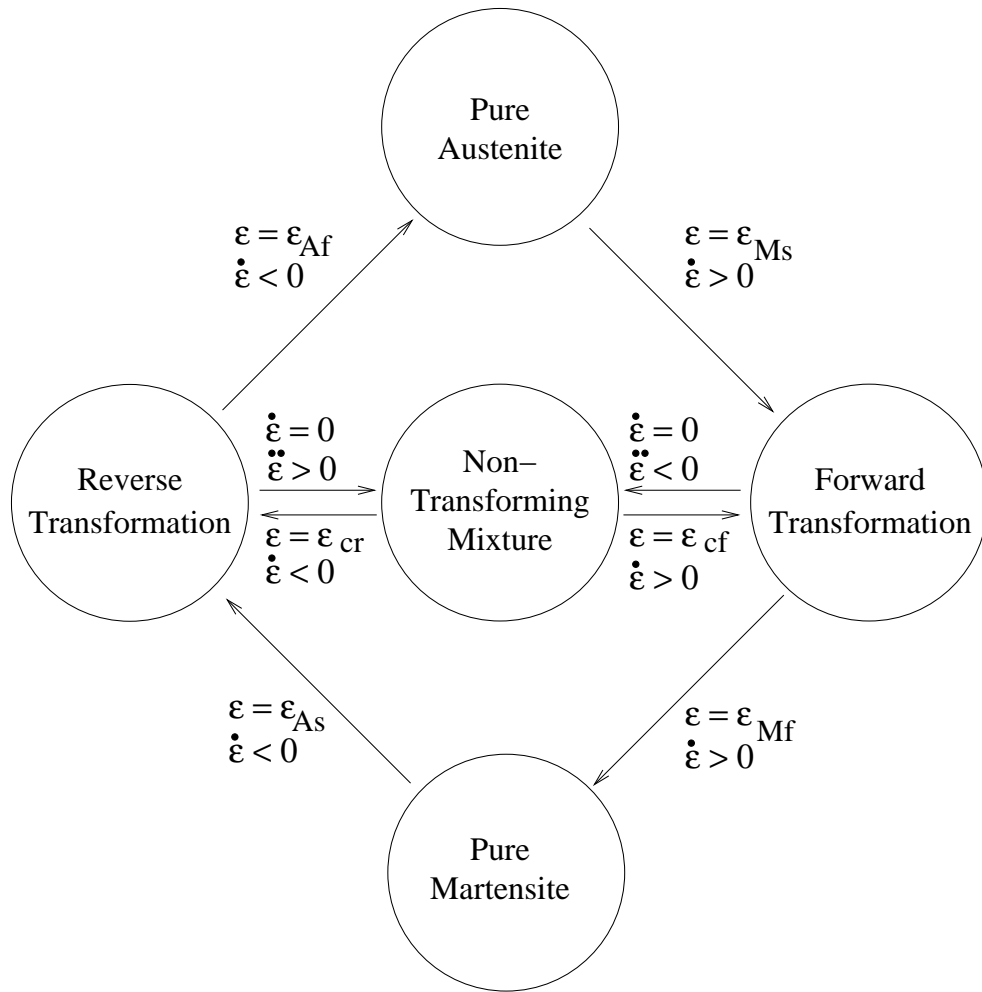 Pure
Austenite
ε = ε_Af
ε̇ < 0
ε = ε_Ms
ε̇ > 0
Reverse
Transformation
ε̇ = 0
ε̈ > 0
ε = ε_cr
ε̇ < 0
Non–
Transforming
Mixture
ε̇ = 0
ε̈ < 0
ε = ε_cf
ε̇ > 0
Forward
Transformation
ε = ε_As
ε̇ < 0
ε = ε_Mf
ε̇ > 0
Pure
Martensite